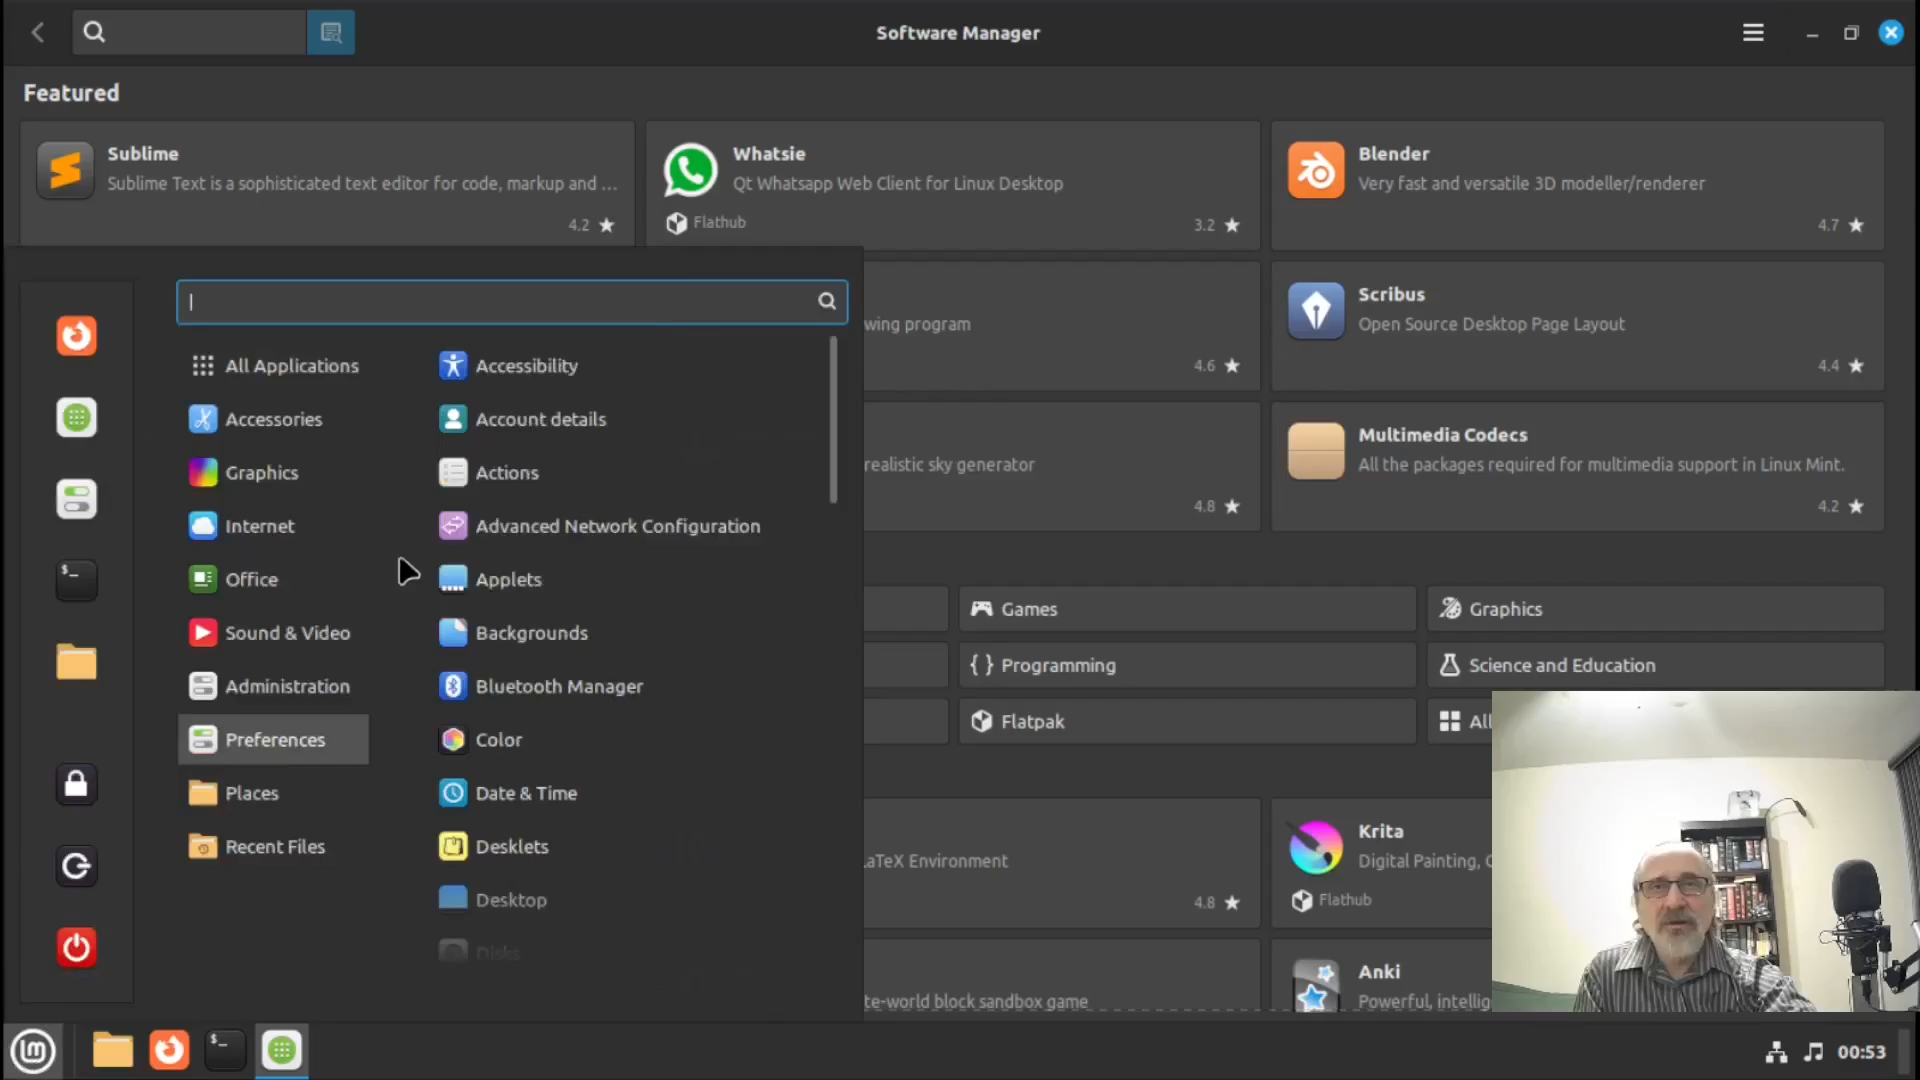 Software Manager
Featured
Sublime
Sublime Text is a sophisticated text editor for code, markup and ...
4.2
Whatsie
Qt Whatsapp Web Client for Linux Desktop
Flathub
3.2
Blender
Very fast and versatile 3D modeller/renderer
4.7
wing program
4.6
Scribus
Open Source Desktop Page Layout
4.4
realistic sky generator
4.8
Multimedia Codecs
All the packages required for multimedia support in Linux Mint.
4.2
All Applications
Accessories
Graphics
Internet
Office
Sound & Video
Administration
Preferences
Places
Recent Files
Accessibility
Account details
Actions
Advanced Network Configuration
Applets
Backgrounds
Bluetooth Manager
Color
Date & Time
Desklets
Desktop
Disks
Games
Graphics
Programming
Science and Education
Flatpak
All
LaTeX Environment
4.8
Krita
Digital Painting, C
Flathub
te-world block sandbox game
Anki
Powerful, intellig
00:53